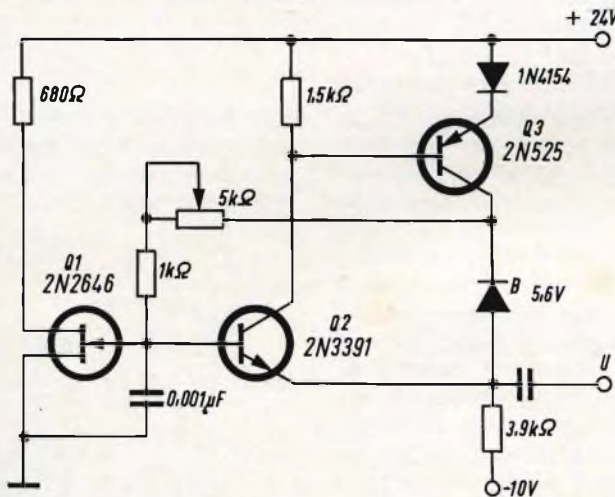 + 24V
680Ω
1,5kΩ
1N4154
Q3
2N525
5kΩ
Q1
2N2646
1kΩ
Q2
2N3391
B 5,6V
U
0,001μF
3,9kΩ
-10V